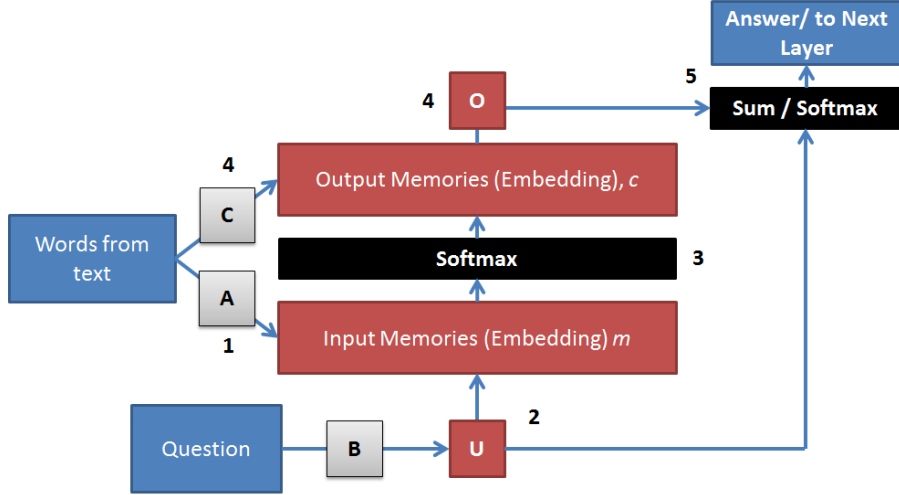 Answer/ to Next
Layer
5
4
O
Sum / Softmax
4
Output Memories (Embedding), c
C
Words from
text
Softmax
3
A
Input Memories (Embedding) m
1
2
Question
B
U